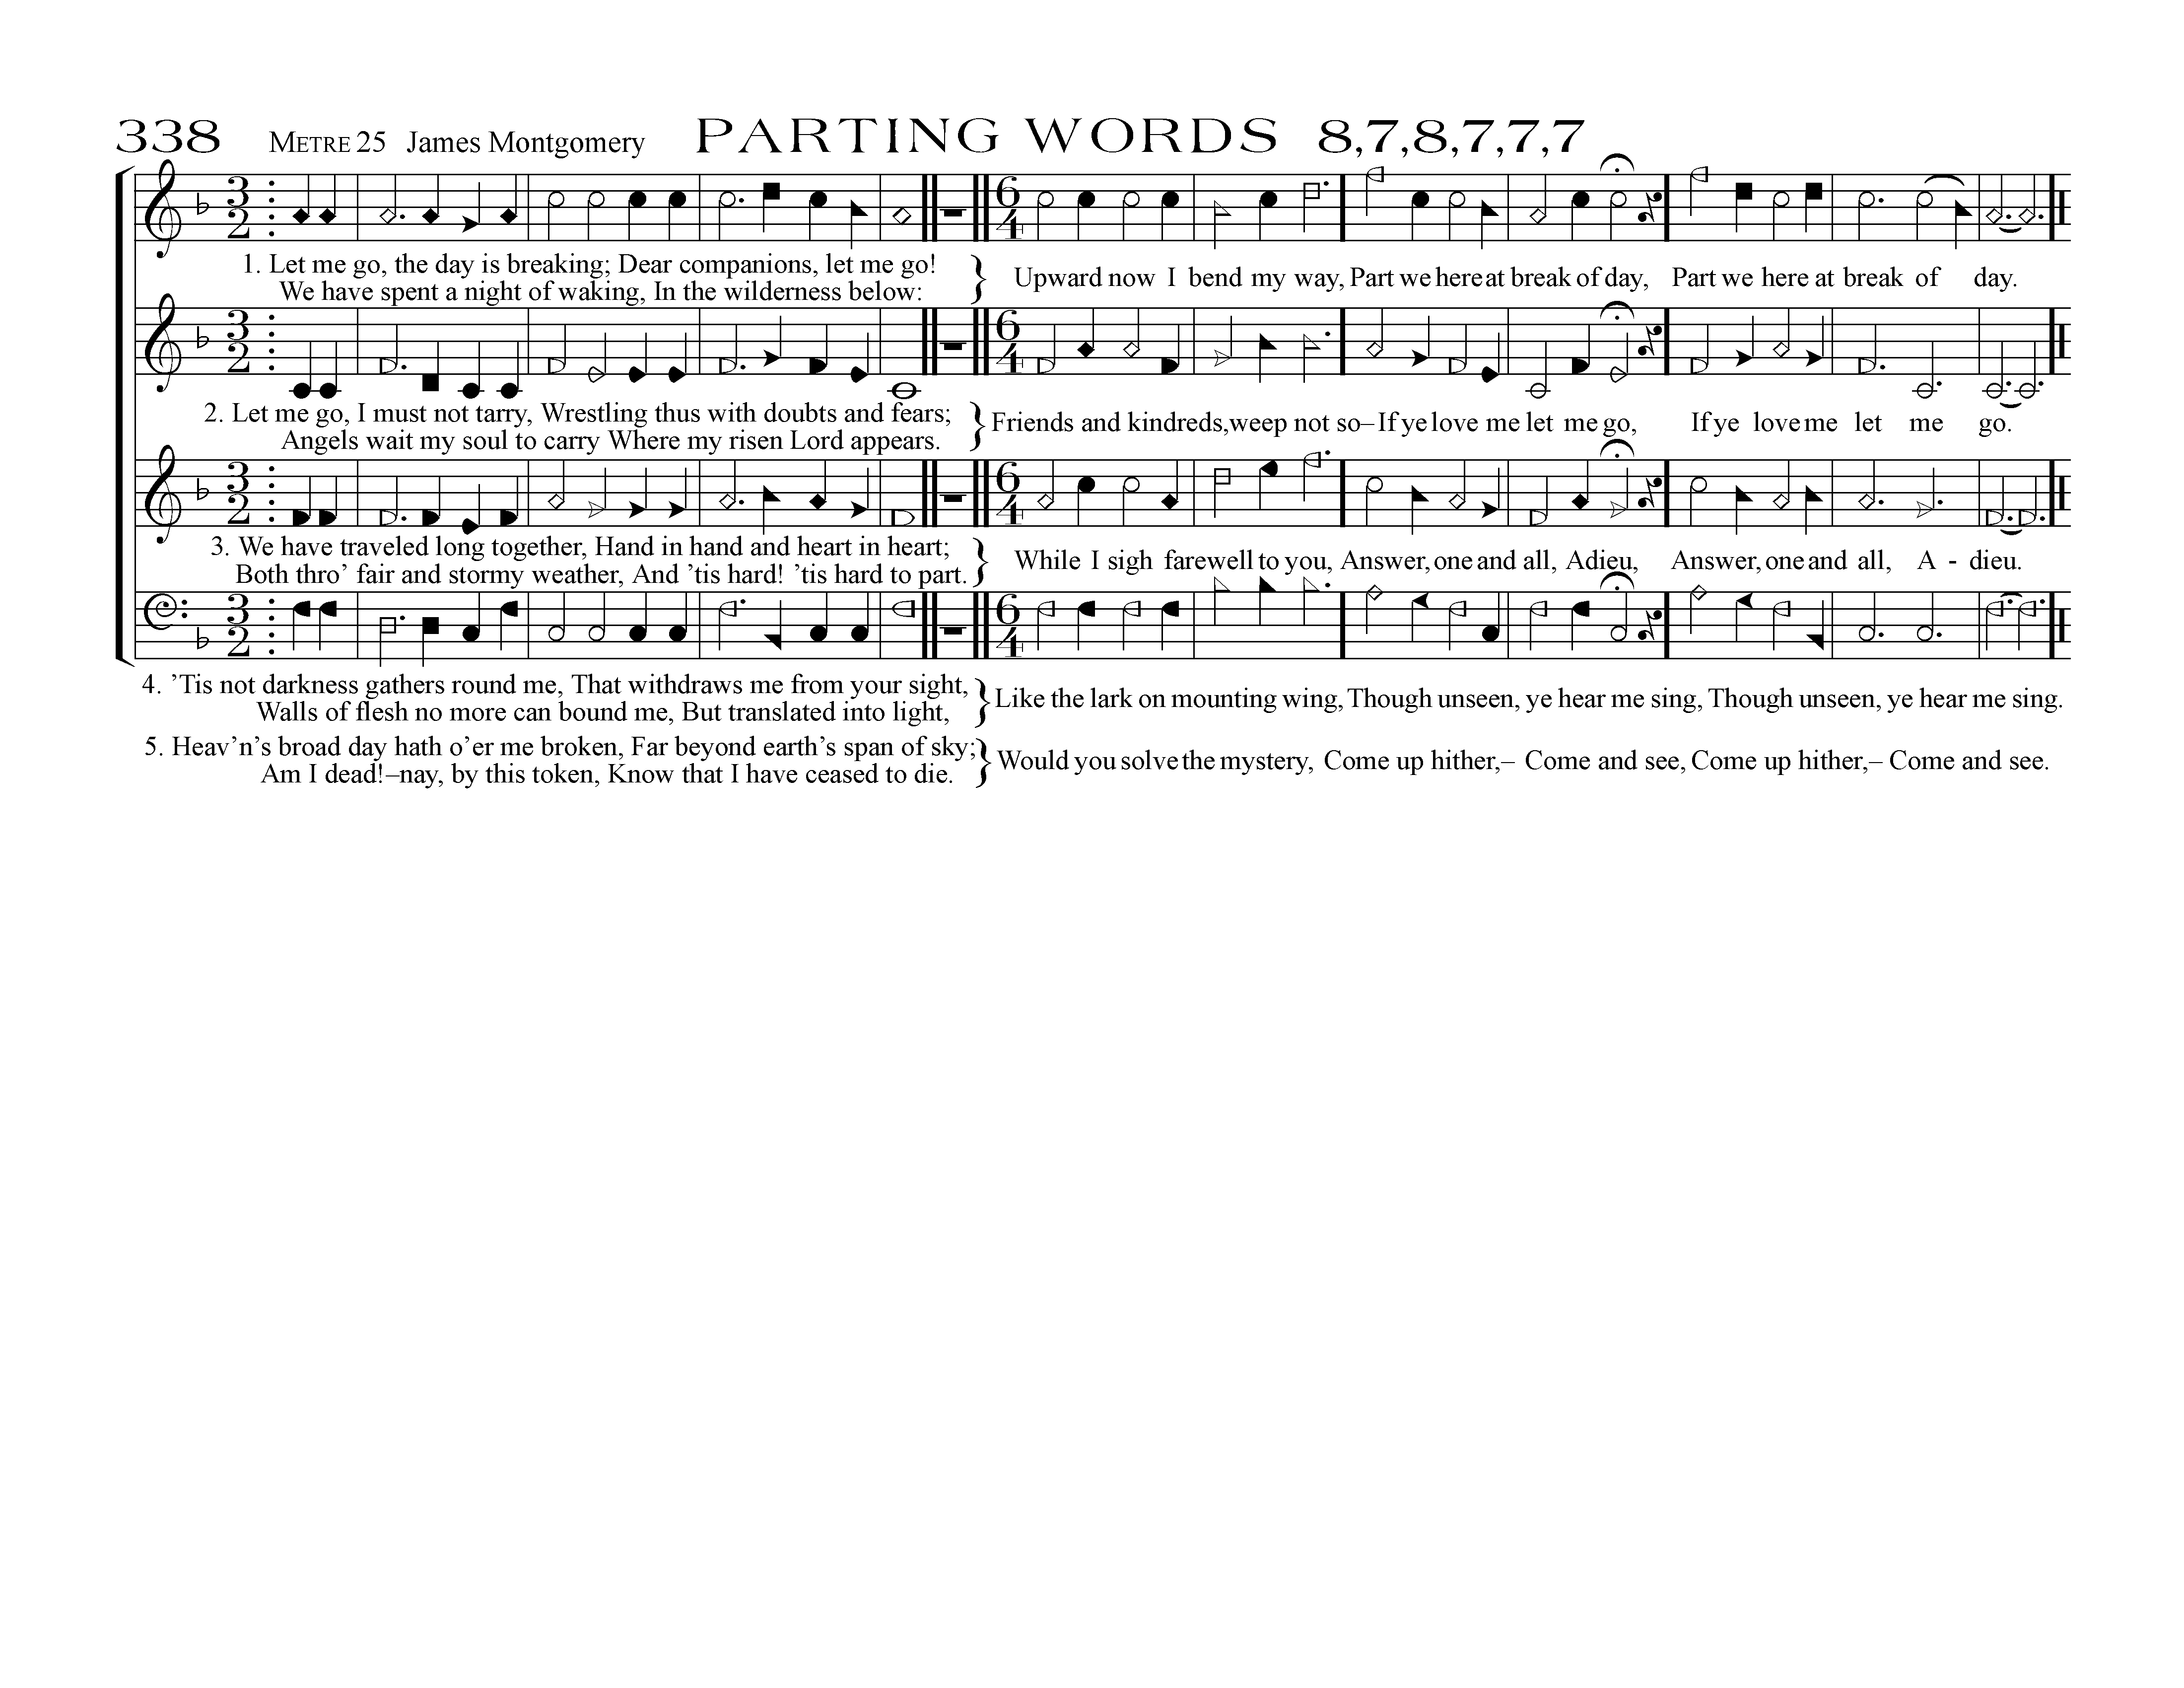 338 METRE 25 James Montgomery PARTING WORDS 8,7,8,7,7,7
3 2 6 4
1. Let me go, the day is breaking; Dear companions, let me go! } Upward now I bend my way, Part we here at break of day, Part we here at break of day.
We have spent a night of waking, In the wilderness below:
3 2 6 4
2. Let me go, I must not tarry, Wrestling thus with doubts and fears; } Friends and kindreds, weep not so– If ye love me let me go, If ye love me let me go.
Angels wait my soul to carry Where my risen Lord appears.
3 2 6 4
3. We have traveled long together, Hand in hand and heart in heart; } While I sigh farewell to you, Answer, one and all, Adieu, Answer, one and all, A - dieu.
Both thro’ fair and stormy weather, And ’tis hard! ’tis hard to part.
3 2 6 4
4. ’Tis not darkness gathers round me, That withdraws me from your sight, } Like the lark on mounting wing, Though unseen, ye hear me sing, Though unseen, ye hear me sing.
Walls of flesh no more can bound me, But translated into light,
5. Heav’n’s broad day hath o’er me broken, Far beyond earth’s span of sky; } Would you solve the mystery, Come up hither,– Come and see, Come up hither,– Come and see.
Am I dead!–nay, by this token, Know that I have ceased to die.